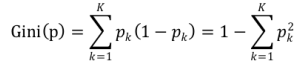 Gini(p) = ∑_{k=1}^{K} p_k(1 − p_k) = 1 − ∑_{k=1}^{K} p_k^2